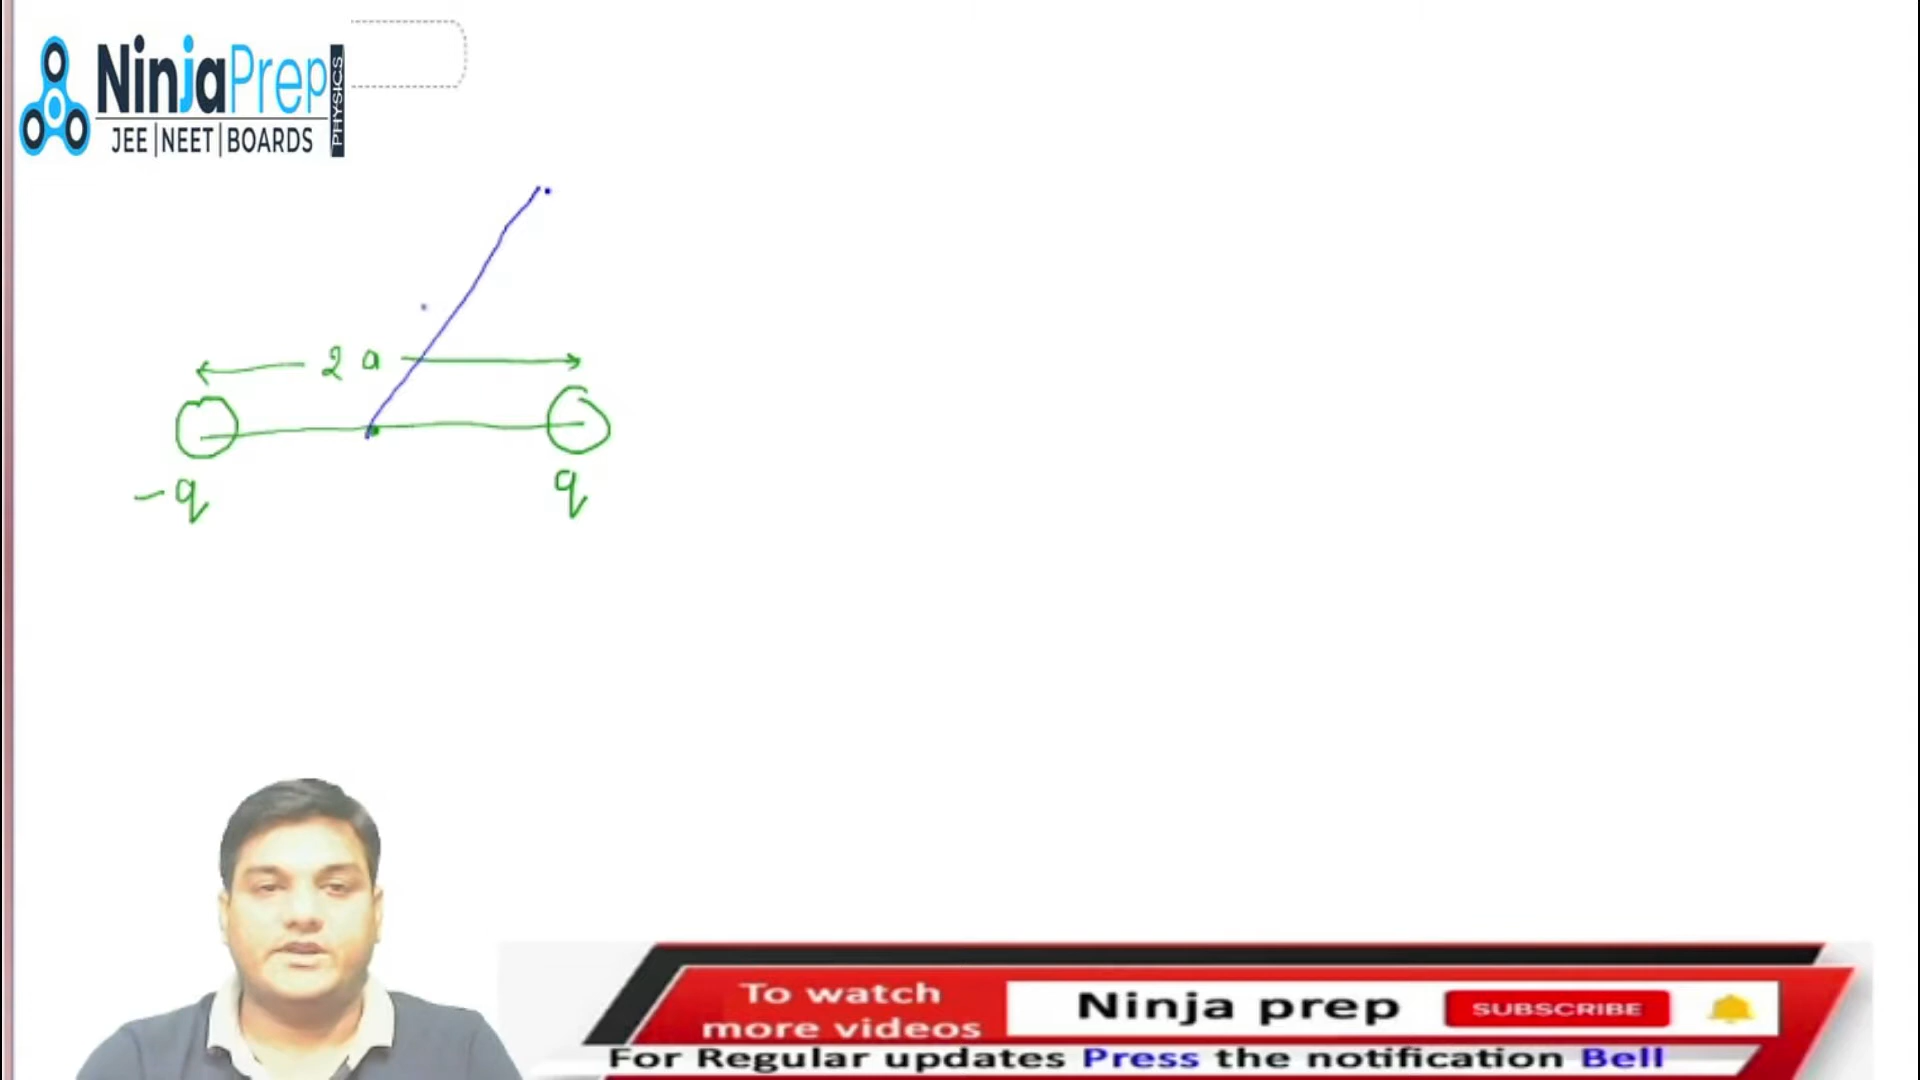 NinjaPrep
PHYSICS
JEE|NEET|BOARDS
2a
-q
q
To watch
more videos
Ninja prep
SUBSCRIBE
For Regular updates Press the notification Bell